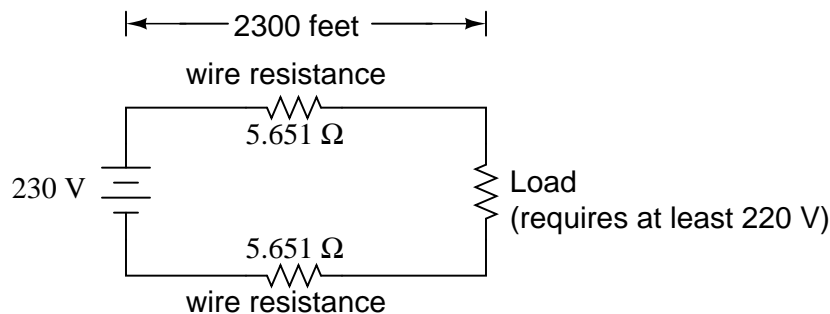 2300 feet
wire resistance
5.651 Ω
230 V
Load
(requires at least 220 V)
5.651 Ω
wire resistance